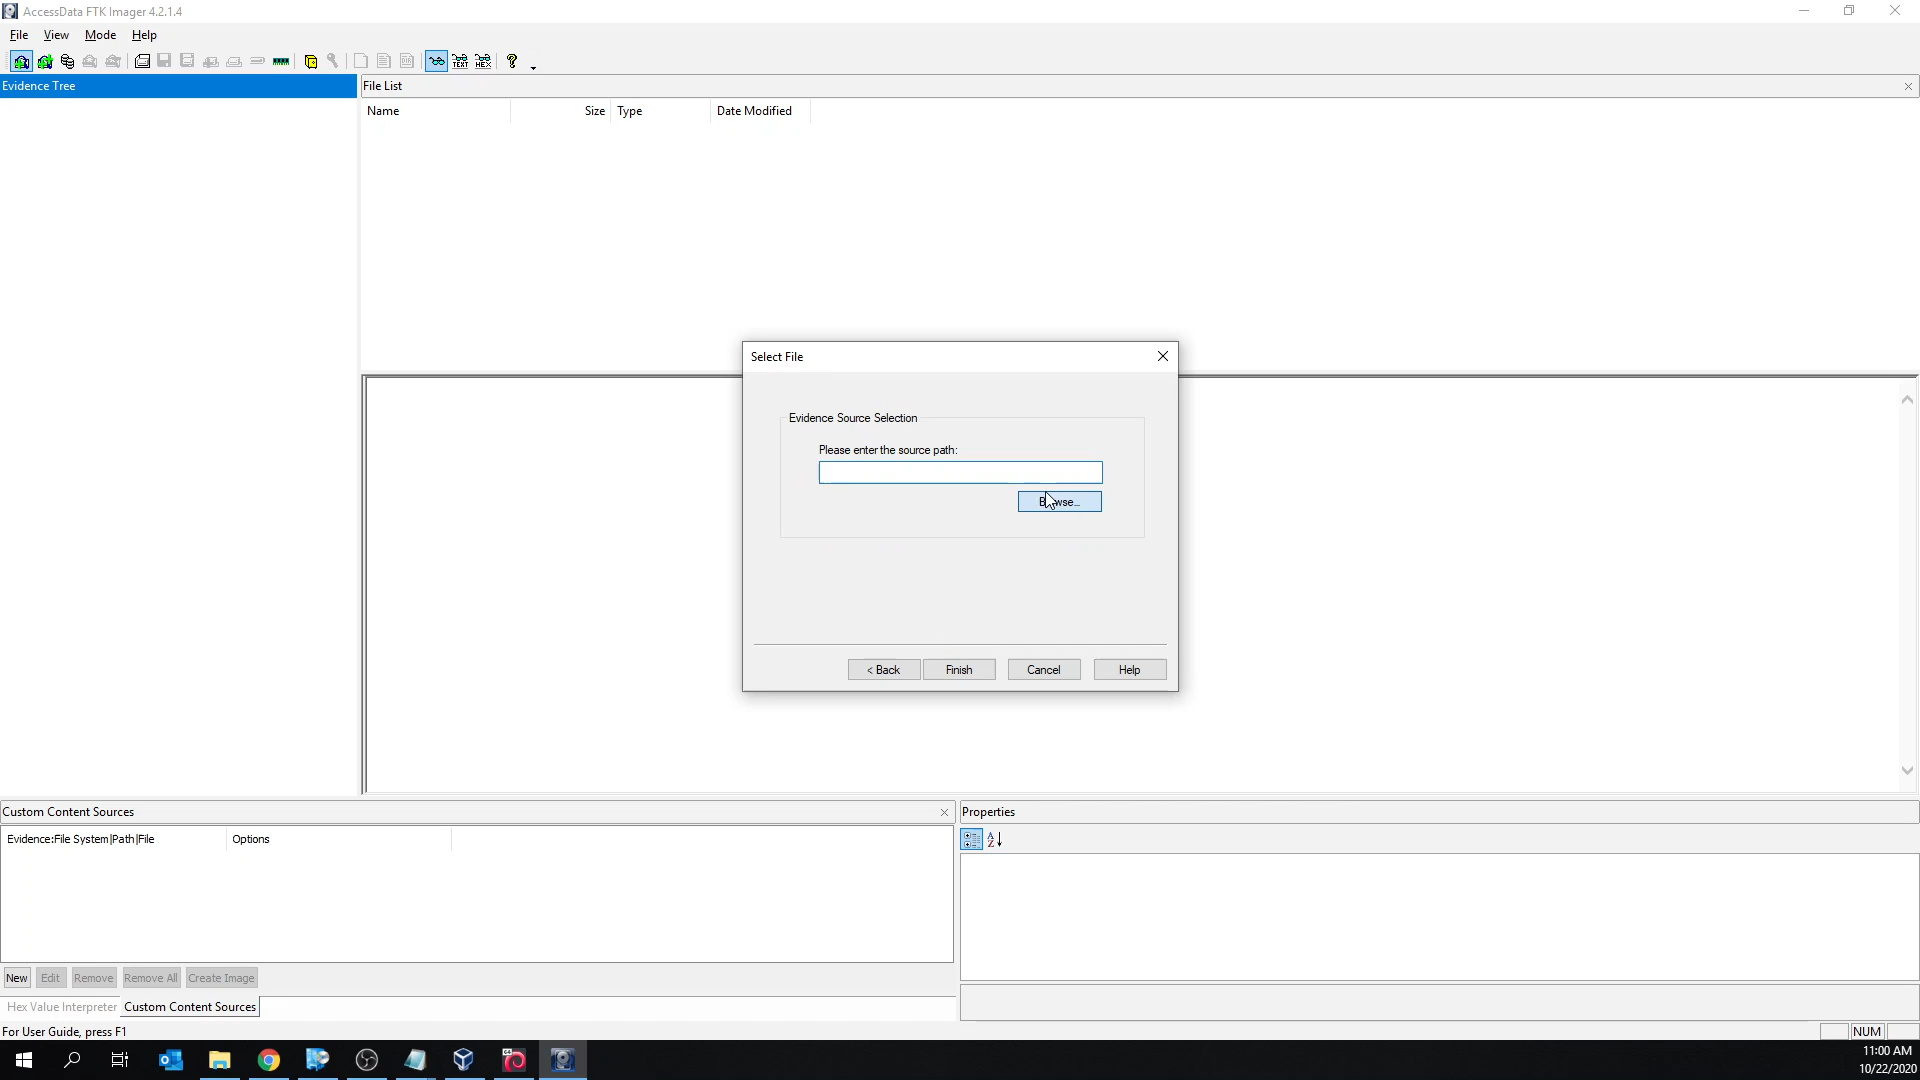 AccessData FTK Imager 4.2.1.4
File View Mode Help
TEXT HEX
Evidence Tree
File List
Name Size Type Date Modified
Select File
Evidence Source Selection
Please enter the source path:
< Back Finish Cancel Help
Custom Content Sources
Evidence:File System|Path|File Options
Properties
New Edit Remove Remove All Create Image
Hex Value Interpreter Custom Content Sources
For User Guide, press F1
NUM
11:00 AM
10/22/2020